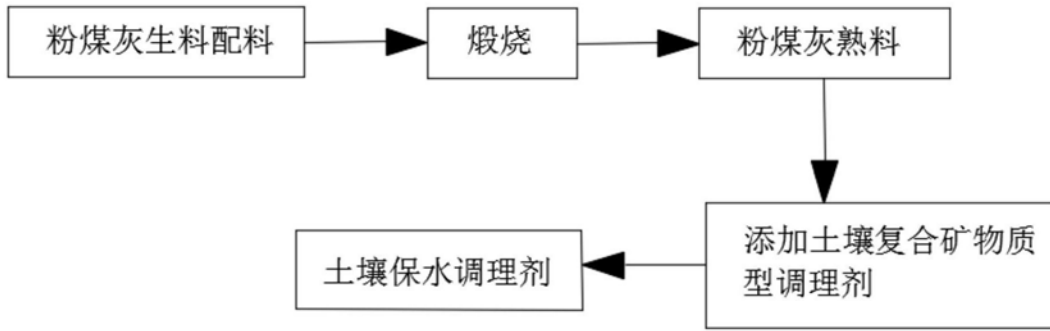 粉煤灰生料配料
煅烧
粉煤灰熟料
添加土壤复合矿物质
型调理剂
土壤保水调理剂